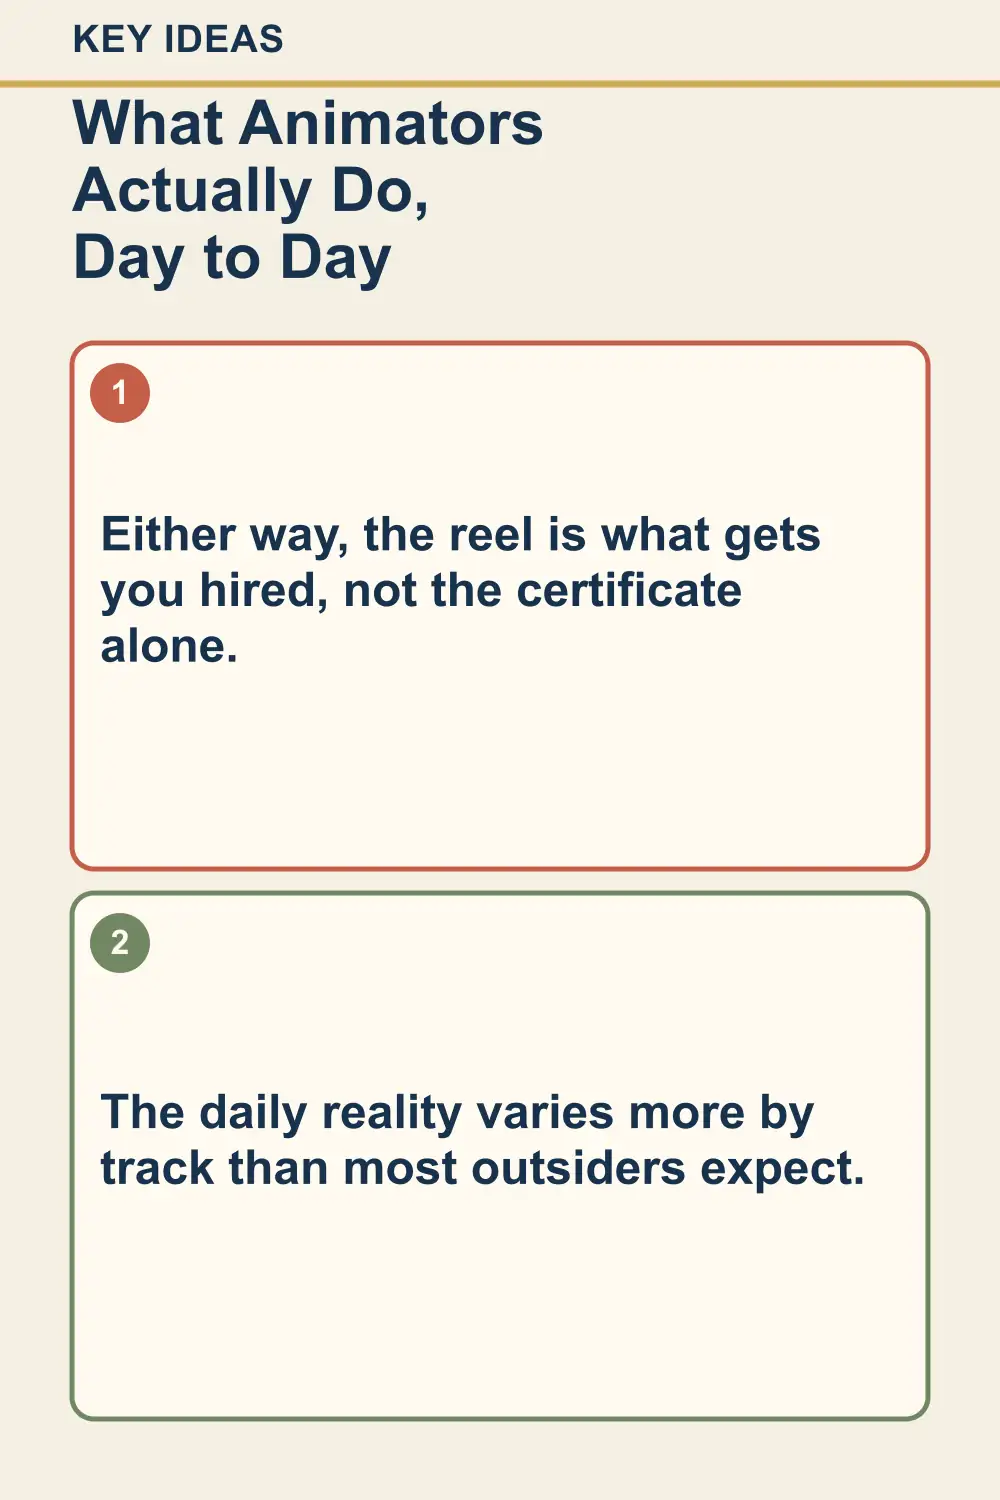 KEY IDEAS
What Animators
Actually Do,
Day to Day
1
Either way, the reel is what gets
you hired, not the certificate
alone.
2
The daily reality varies more by
track than most outsiders expect.